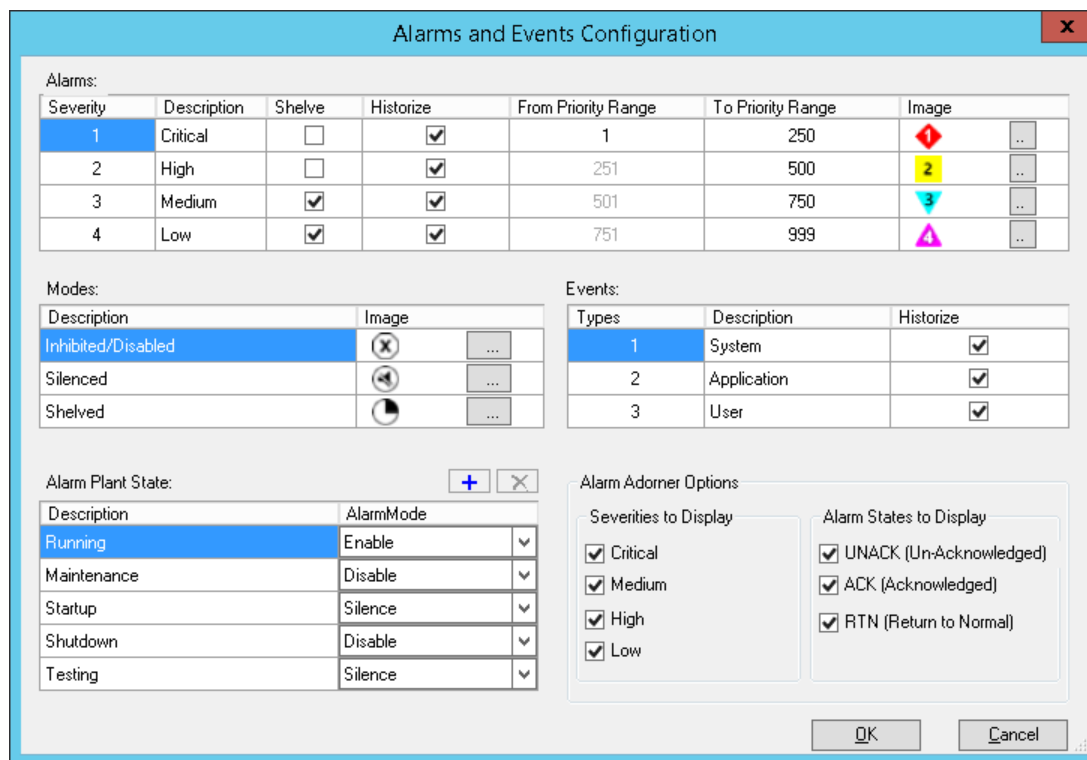 Alarms and Events Configuration
x
Alarms:
Severity Description Shelve Historize From Priority Range To Priority Range Image
1 Critical 1 250 1 ..
2 High 251 500 2 ..
3 Medium 501 750 3 ..
4 Low 751 999 4 ..
Modes: Events:
Description Image Types Description Historize
Inhibited/Disabled X ... 1 System
Silenced ... 2 Application
Shelved ... 3 User
Alarm Plant State: + X
Description AlarmMode
Running Enable
Maintenance Disable
Startup Silence
Shutdown Disable
Testing Silence
Alarm Adorner Options
Severities to Display
Critical
Medium
High
Low
Alarm States to Display
UNACK (Un-Acknowledged)
ACK (Acknowledged)
RTN (Return to Normal)
OK Cancel